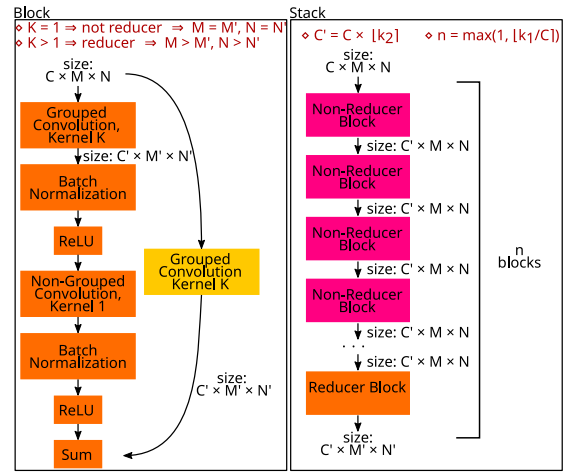 Block
⋄ K = 1 ⇒ not reducer ⇒ M = M', N = N'
⋄ K > 1 ⇒ reducer ⇒ M > M', N > N'
size:
C × M × N
Grouped
Convolution,
Kernel K
size: C' × M' × N'
Batch
Normalization
ReLU
Non-Grouped
Convolution,
Kernel 1
Batch
Normalization
ReLU
Sum
Grouped
Convolution
Kernel K
size:
C' × M' × N'
Stack
⋄ C' = C × ⌊k₂⌉ ⋄ n = max(1, ⌊k₁/C⌉)
size:
C × M × N
Non-Reducer
Block
size: C' × M × N
Non-Reducer
Block
size: C' × M × N
Non-Reducer
Block
size: C' × M × N
Non-Reducer
Block
size: C' × M × N
. . .
size: C' × M × N
Reducer Block
size:
C' × M' × N'
n
blocks